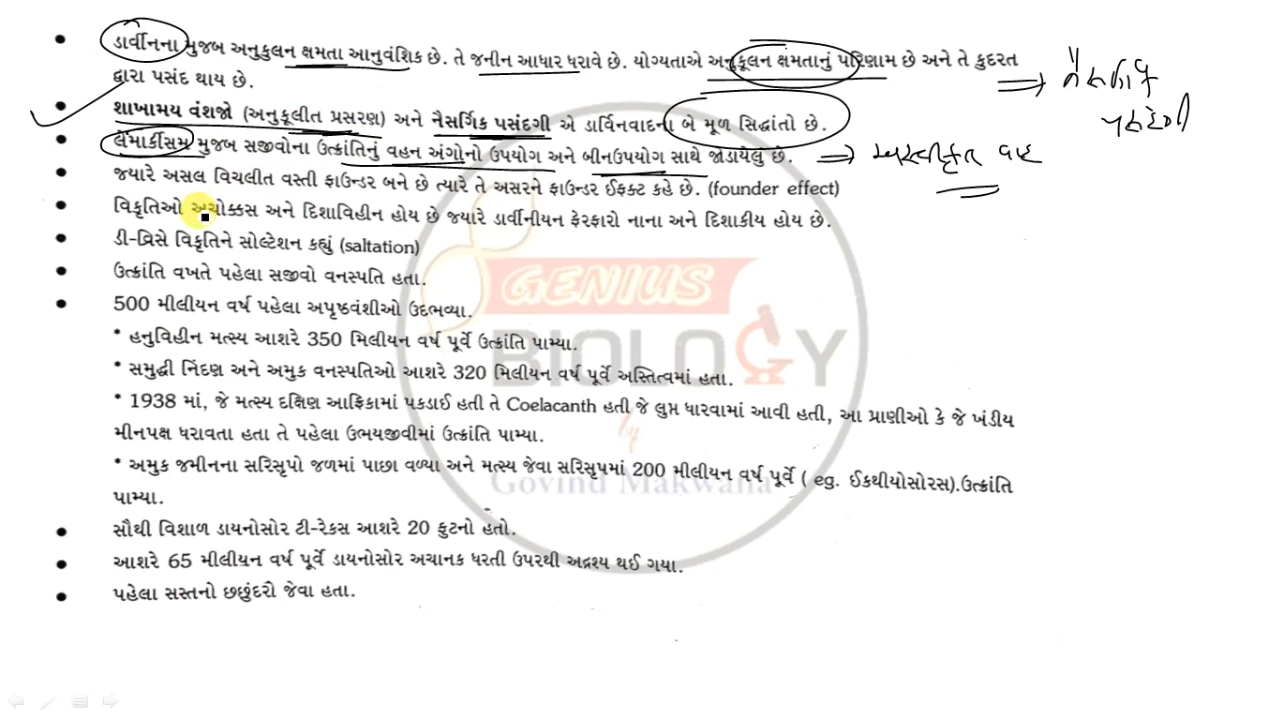 • ડાર્વીનના મુજબ અનુકુલન ક્ષમતા આનુવંશિક છે. તે જનીન આધાર ધરાવે છે. યોગ્યતાએ અનુકૂલન ક્ષમતાનું પરિણામ છે અને તે કુદરત
દ્વારા પસંદ થાય છે.
• શાખામય વંશજો (અનુકૂલીત પ્રસરણ) અને નૈસર્ગિક પસંદગી એ ડાર્વિનવાદના બે મૂળ સિદ્ધાંતો છે.
• લેમાર્કીસમ મુજબ સજીવોના ઉત્ક્રાંતિનું વહન અંગોનો ઉપયોગ અને બીનઉપયોગ સાથે જોડાયેલુ છે.
• જયારે અસલ વિચલીત વસ્તી ફાઉન્ડર બને છે ત્યારે તે અસરને ફાઉન્ડર ઈફક્ટ કહે છે. (founder effect)
• વિકૃતિઓ અચોક્કસ અને દિશાવિહીન હોય છે જયારે ડાર્વીનીયન ફેરફારો નાના અને દિશાકીય હોય છે.
• ડી-વ્રિસે વિકૃતિને સોલ્ટેશન કહ્યું (saltation)
• ઉત્ક્રાંતિ વખતે પહેલા સજીવો વનસ્પતિ હતા.
• 500 મીલીયન વર્ષ પહેલા અપૃષ્ઠવંશીઓ ઉદભવ્યા.
* હનુવિહીન મત્સ્ય આશરે 350 મિલીયન વર્ષ પૂર્વે ઉત્ક્રાંતિ પામ્યા.
* સમુદ્રી નિંદણ અને અમુક વનસ્પતિઓ આશરે 320 મિલીયન વર્ષ પૂર્વે અસ્તિત્વમાં હતા.
* 1938 માં, જે મત્સ્ય દક્ષિણ આફ્રિકામાં પકડાઈ હતી તે Coelacanth હતી જે લુપ્ત ધારવામાં આવી હતી, આ પ્રાણીઓ કે જે ખંડીય
મીનપક્ષ ધરાવતા હતા તે પહેલા ઉભયજીવીમાં ઉત્ક્રાંતિ પામ્યા.
* અમુક જમીનના સરિસૃપો જળમાં પાછા વળ્યા અને મત્સ્ય જેવા સરિસૃપમાં 200 મીલીયન વર્ષ પૂર્વે ( eg. ઈકથીયોસોરસ).ઉત્ક્રાંતિ
પામ્યા.
• સૌથી વિશાળ ડાયનોસોર ટી-રેકસ આશરે 20 ફુટનો હતો.
• આશરે 65 મીલીયન વર્ષ પૂર્વે ડાયનોસોર અચાનક ધરતી ઉપરથી અદ્રશ્ય થઈ ગયા.
• પહેલા સસ્તનો છછુંદરો જેવા હતા.
GENIUS
BIOLOGY
by
Govind Makwana